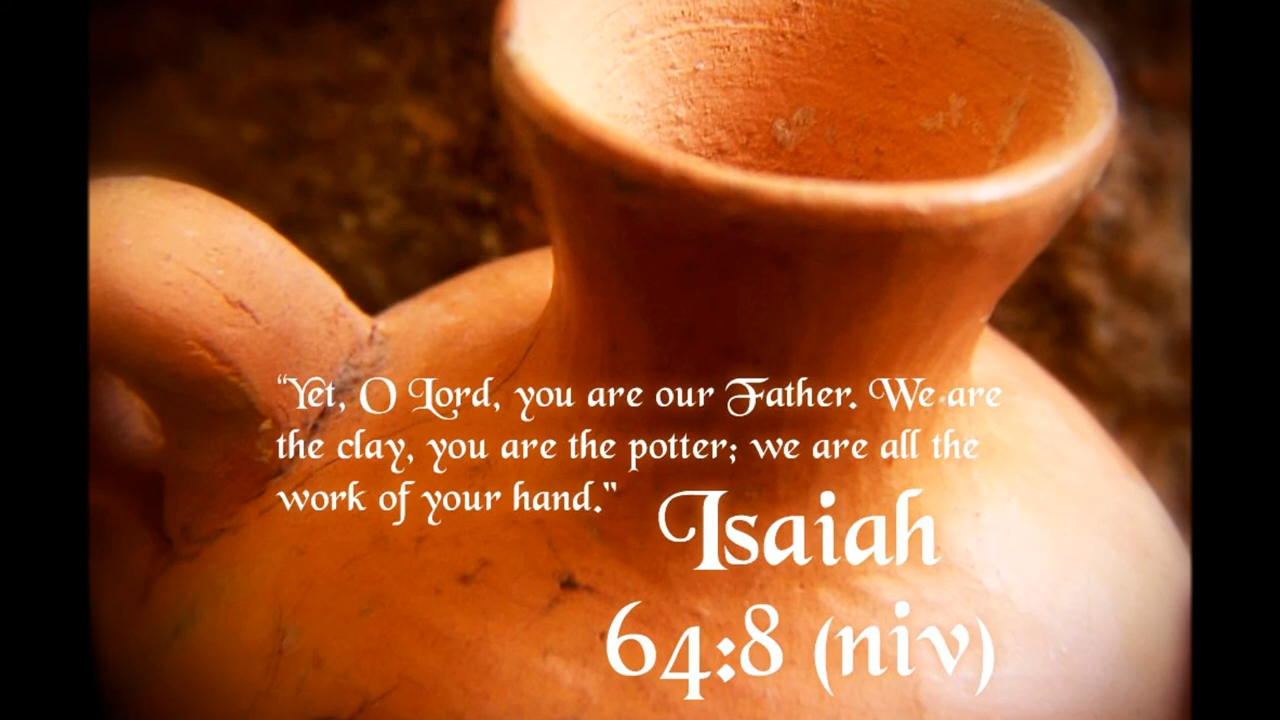 “Yet, O Lord, you are our Father. We are
the clay, you are the potter; we are all the
work of your hand."
Isaiah
64:8 (niv)